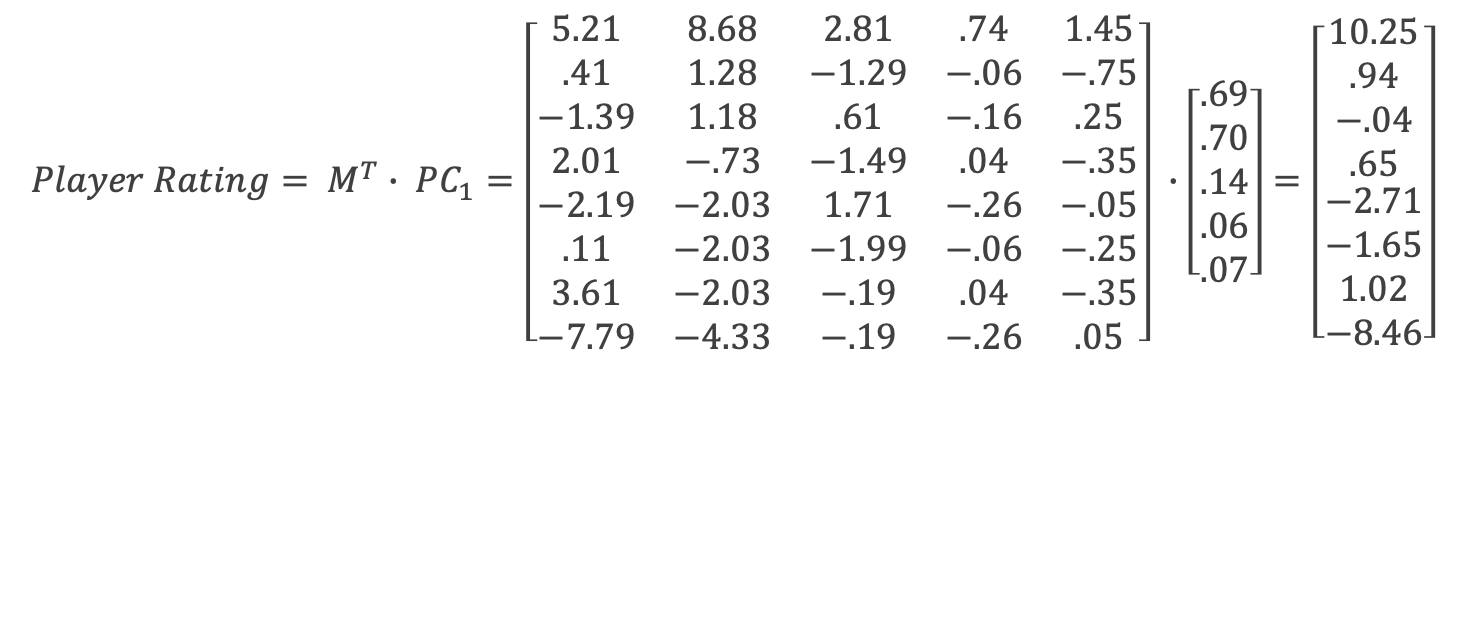 5.21 8.68 2.81 .74 1.45 10.25
.41 1.28 −1.29 −.06 −.75 .94
−1.39 1.18 .61 −.16 .25 .69 −.04
2.01 −.73 −1.49 .04 −.35 .70 .65
Player Rating = Mᵀ · PC₁ = · .14 =
−2.19 −2.03 1.71 −.26 −.05 .06 −2.71
.11 −2.03 −1.99 −.06 −.25 .07 −1.65
3.61 −2.03 −.19 .04 −.35 1.02
−7.79 −4.33 −.19 −.26 .05 −8.46